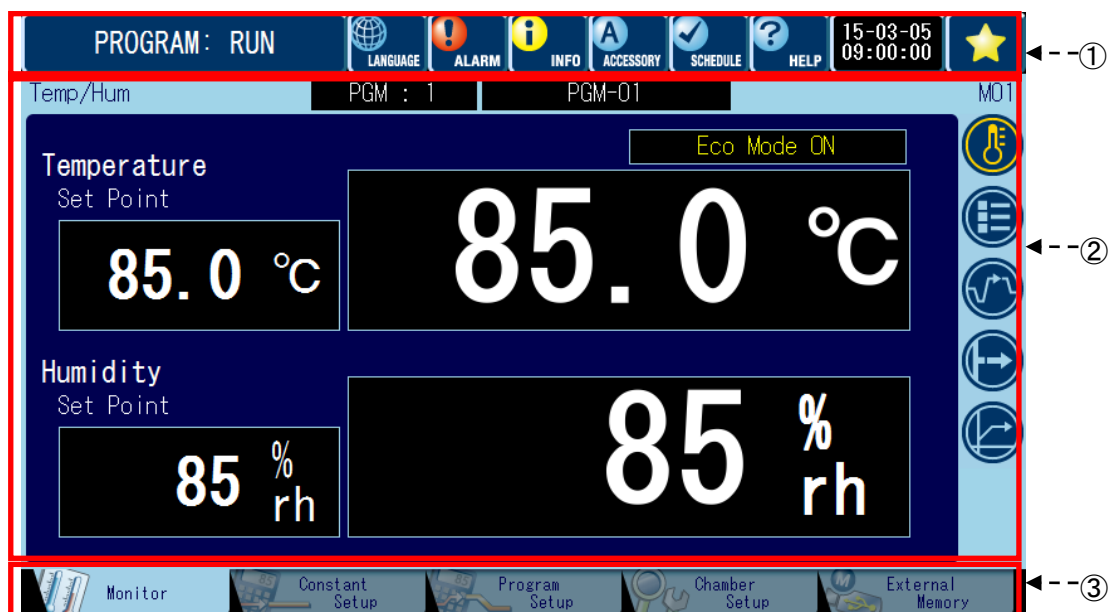 PROGRAM: RUN
LANGUAGE
ALARM
INFO
A
ACCESSORY
SCHEDULE
?
HELP
15-03-05
09:00:00
①
Temp/Hum
PGM : 1
PGM-01
M01
Eco Mode ON
Temperature
Set Point
85.0 ℃
85.0 ℃
②
Humidity
Set Point
85 %rh
85 %rh
Monitor
Constant
Setup
Program
Setup
Chamber
Setup
M
External
Memory
③